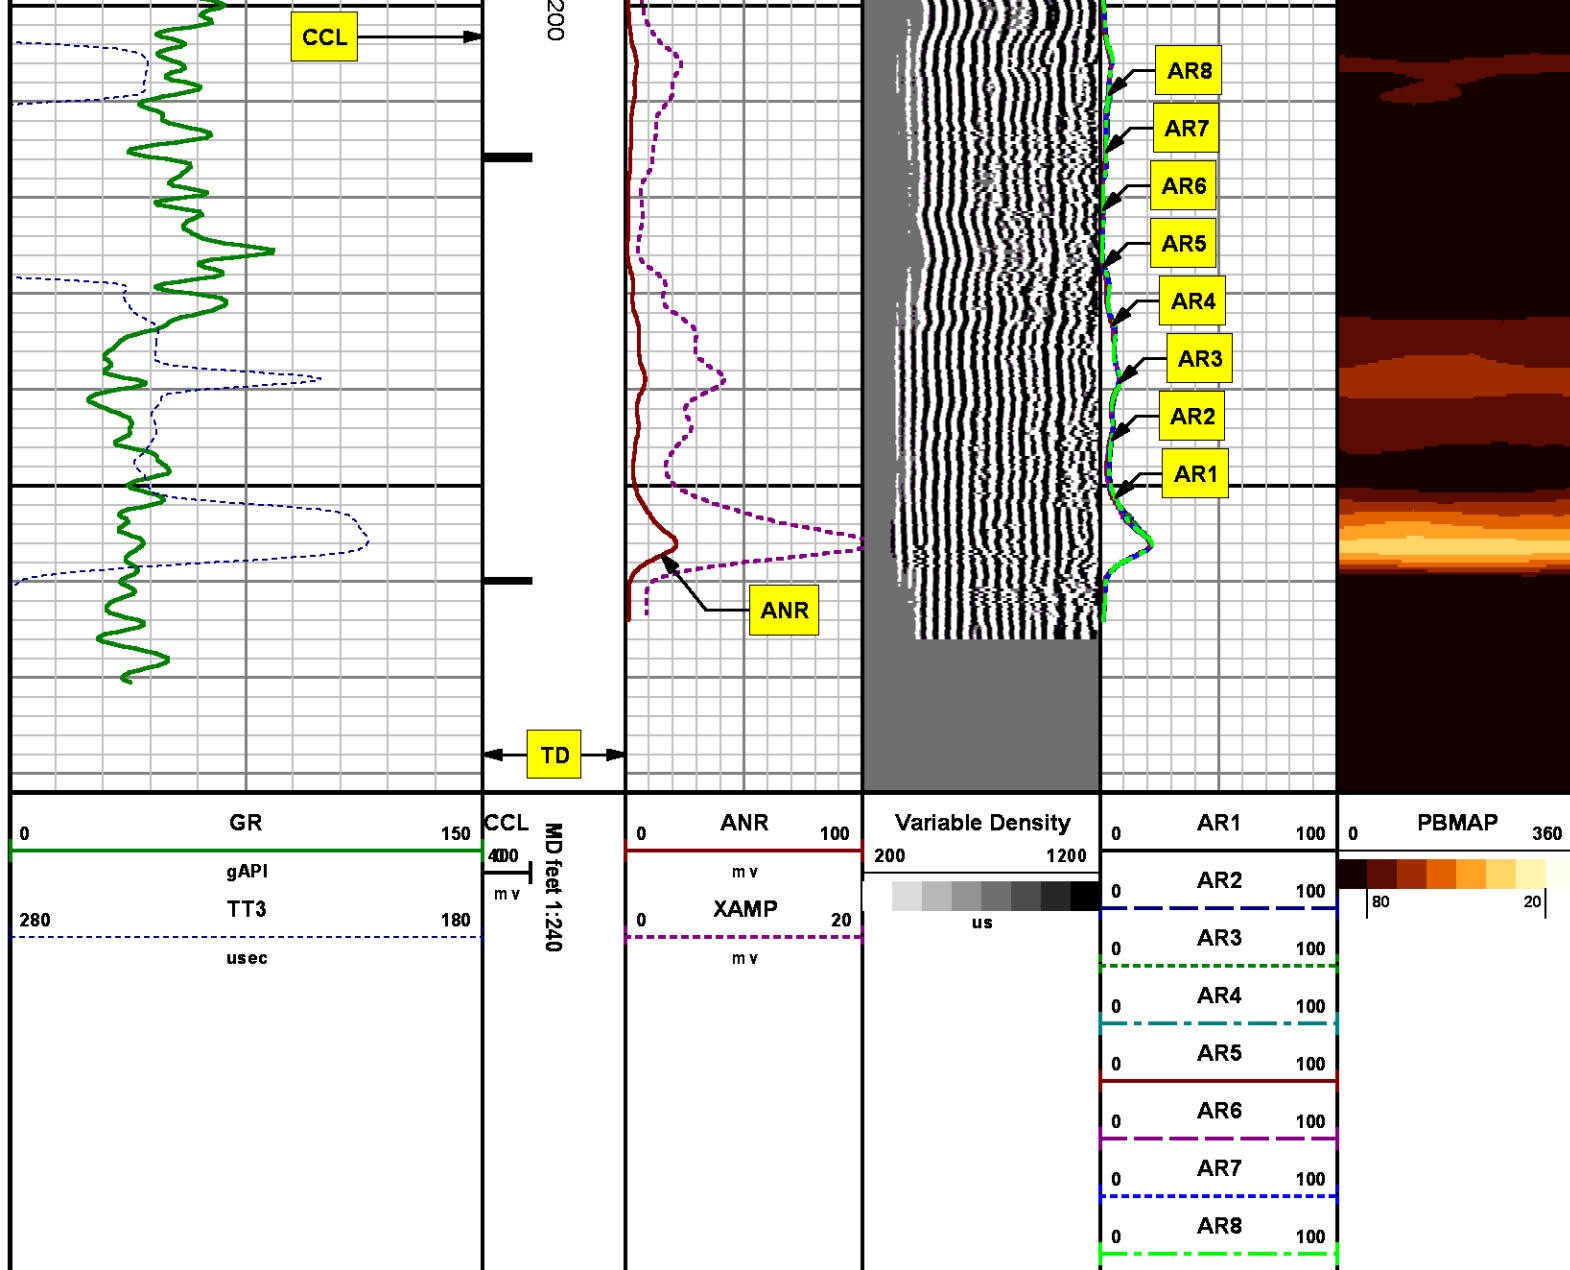 200
CCL
AR8
AR7
AR6
AR5
AR4
AR3
AR2
AR1
ANR
TD
0 GR 150
gAPI
280 TT3 180
usec
CCL
400
mv
MD feet 1:240
0 ANR 100
mv
0 XAMP 20
mv
Variable Density
200 1200
us
0 AR1 100
0 AR2 100
0 AR3 100
0 AR4 100
0 AR5 100
0 AR6 100
0 AR7 100
0 AR8 100
0 PBMAP 360
80 20